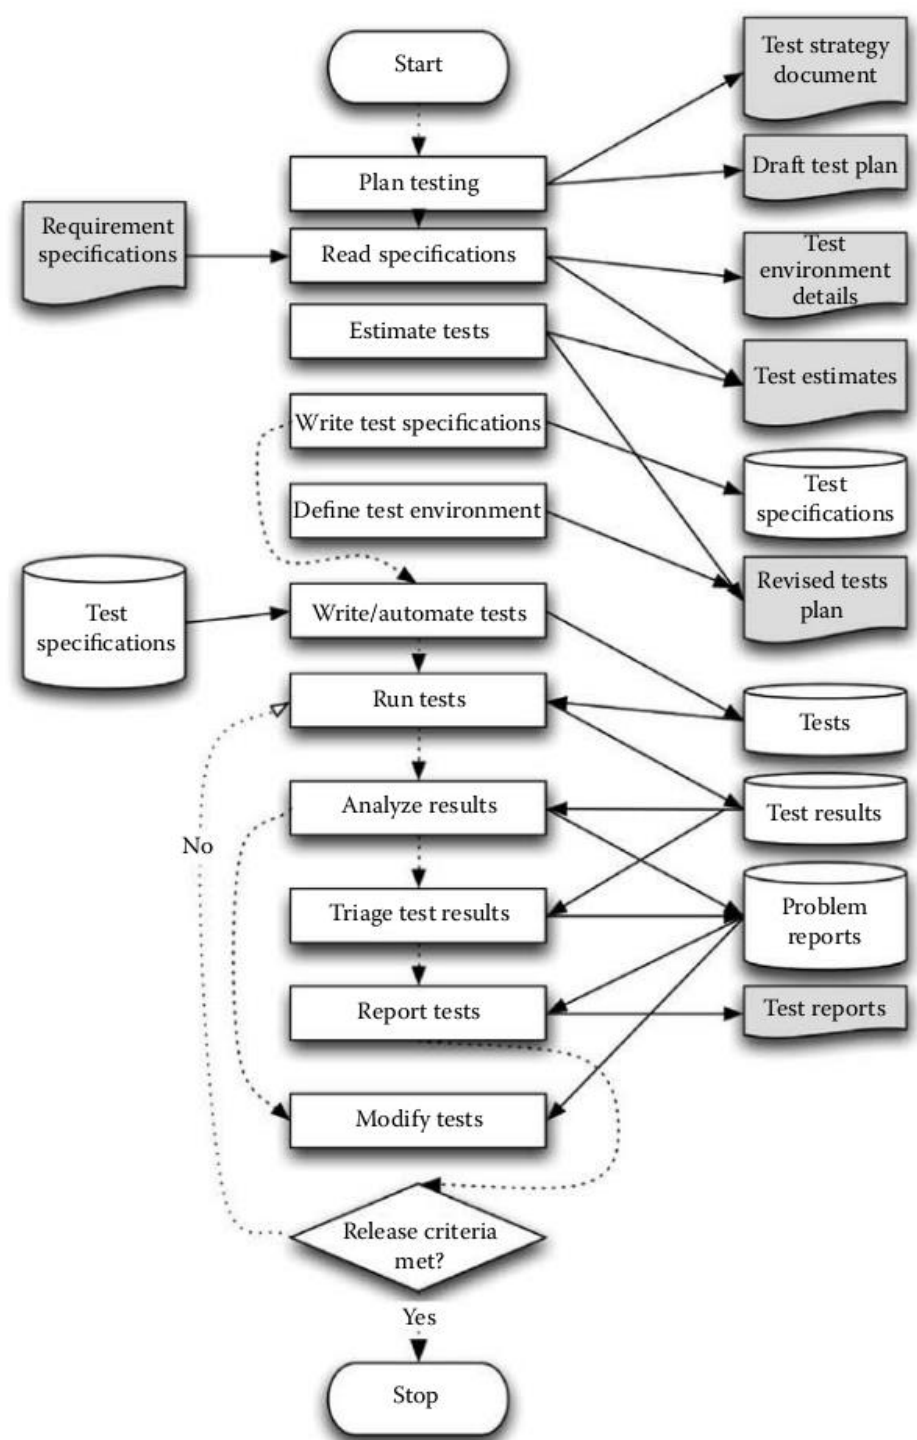 Start
Test strategy
document
Plan testing
Draft test plan
Requirement
specifications
Read specifications
Test
environment
details
Estimate tests
Test estimates
Write test specifications
Test
specifications
Define test environment
Revised tests
plan
Test
specifications
Write/automate tests
Run tests
Tests
Analyze results
Test results
No
Triage test results
Problem
reports
Report tests
Test reports
Modify tests
Release criteria
met?
Yes
Stop